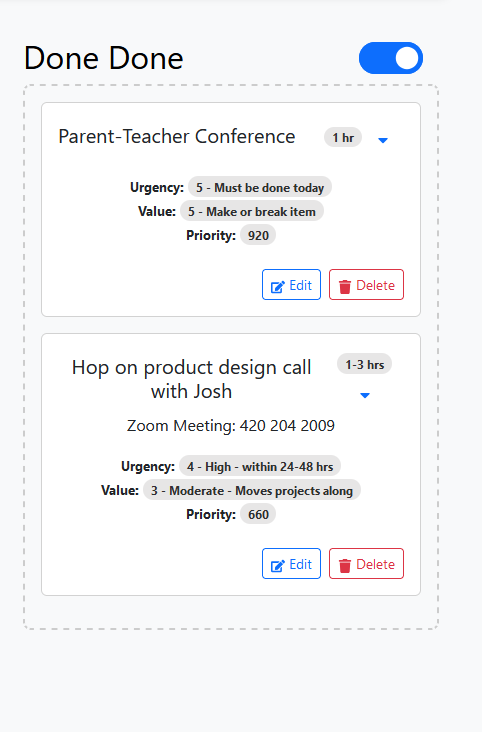 Done Done
Parent-Teacher Conference 1 hr
Urgency: 5 - Must be done today
Value: 5 - Make or break item
Priority: 920
Edit Delete
Hop on product design call 1-3 hrs
with Josh
Zoom Meeting: 420 204 2009
Urgency: 4 - High - within 24-48 hrs
Value: 3 - Moderate - Moves projects along
Priority: 660
Edit Delete